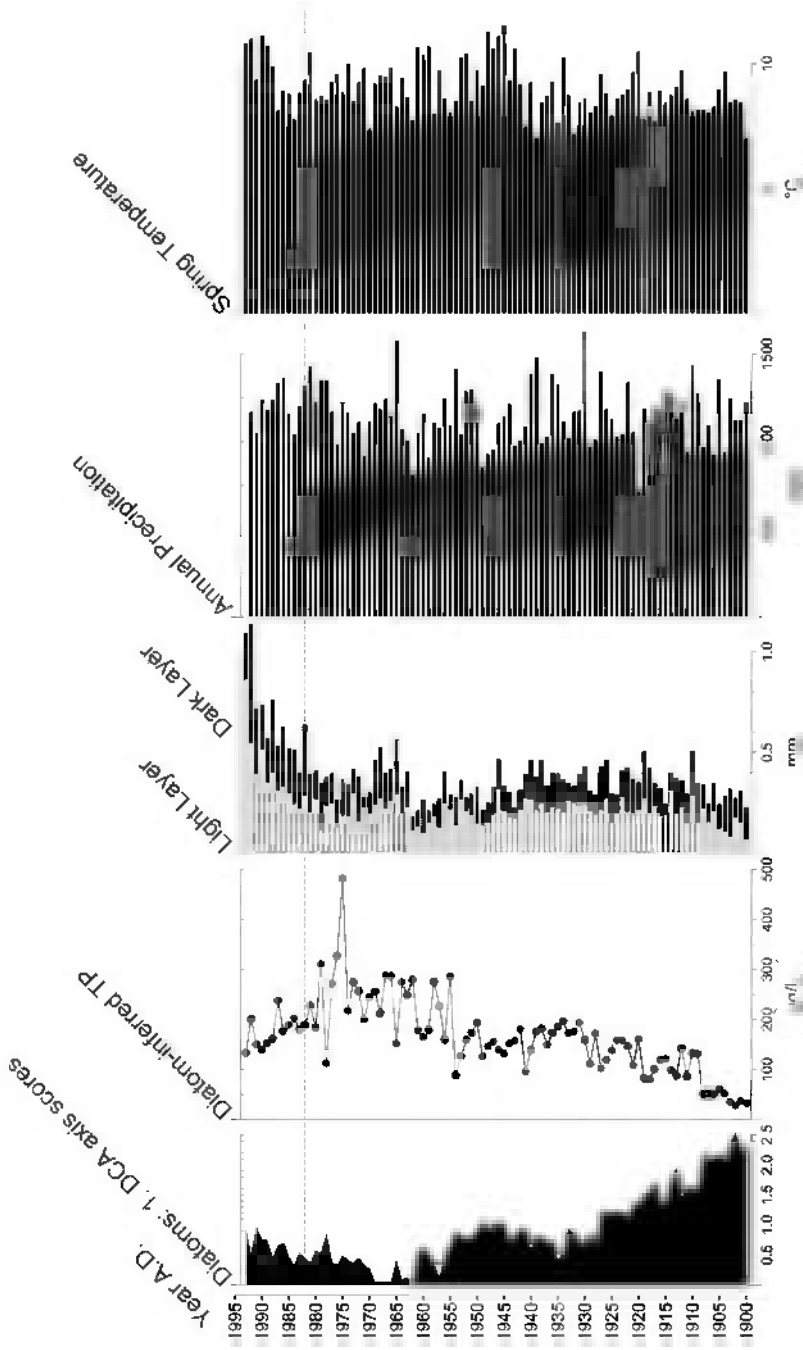 Year A.D.
Diatoms: 1. DCA axis scores
Diatom-inferred TP
Light Layer
Dark Layer
Annual Precipitation
Spring Temperature
1995
1990
1985
1980
1975
1970
1965
1960
1955
1950
1945
1940
1935
1930
1925
1920
1915
1910
1905
1900
0.5 1.0 1.5 2.0 2.5
100 200 300 400 500
0.5 1.0
mm
1500
10
°C